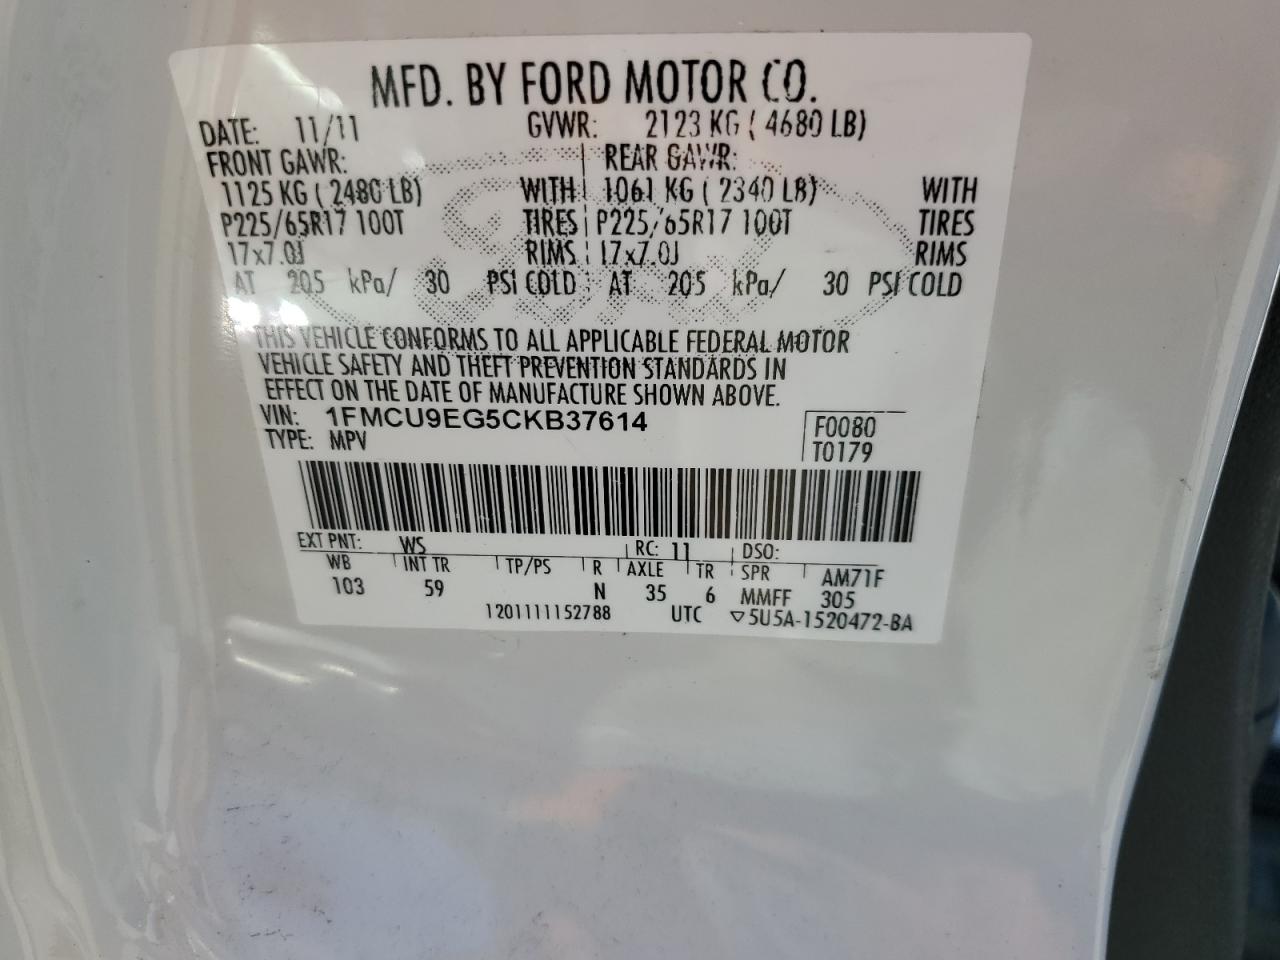 MFD. BY FORD MOTOR CO.
DATE: 11/11 GVWR: 2123 KG ( 4680 LB)
FRONT GAWR: REAR GAWR:
1125 KG ( 2480 LB) WITH 1061 KG ( 2340 LB) WITH
P225/65R17 100T TIRES P225/65R17 100T TIRES
17x7.0J RIMS 17x7.0J RIMS
AT 205 kPa/ 30 PSI COLD AT 205 kPa/ 30 PSI COLD
THIS VEHICLE CONFORMS TO ALL APPLICABLE FEDERAL MOTOR
VEHICLE SAFETY AND THEFT PREVENTION STANDARDS IN
EFFECT ON THE DATE OF MANUFACTURE SHOWN ABOVE.
VIN: 1FMCU9EG5CKB37614 F0080
TYPE: MPV T0179
EXT PNT: WS RC: 11 DSO:
WB INT TR TP/PS R AXLE TR SPR AM71F
103 59 N 35 6 MMFF 305
1201111152788 UTC ▽5U5A-1520472-BA